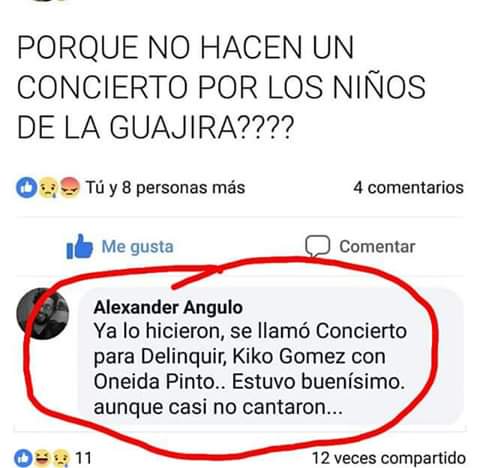 PORQUE NO HACEN UN
CONCIERTO POR LOS NIÑOS
DE LA GUAJIRA????
Tú y 8 personas más 4 comentarios
Me gusta Comentar
Alexander Angulo
Ya lo hicieron, se llamó Concierto
para Delinquir, Kiko Gomez con
Oneida Pinto.. Estuvo buenísimo.
aunque casi no cantaron...
11 12 veces compartido